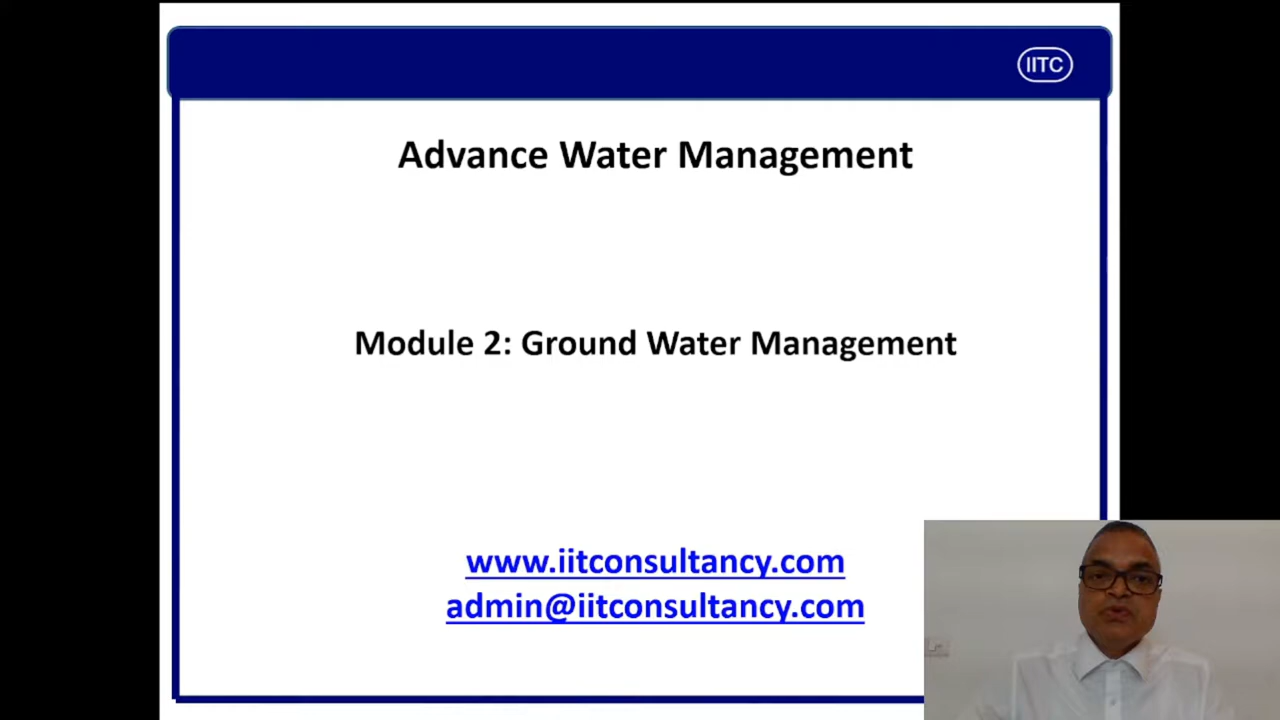 IITC
Advance Water Management
Module 2: Ground Water Management
www.iitconsultancy.com
admin@iitconsultancy.com